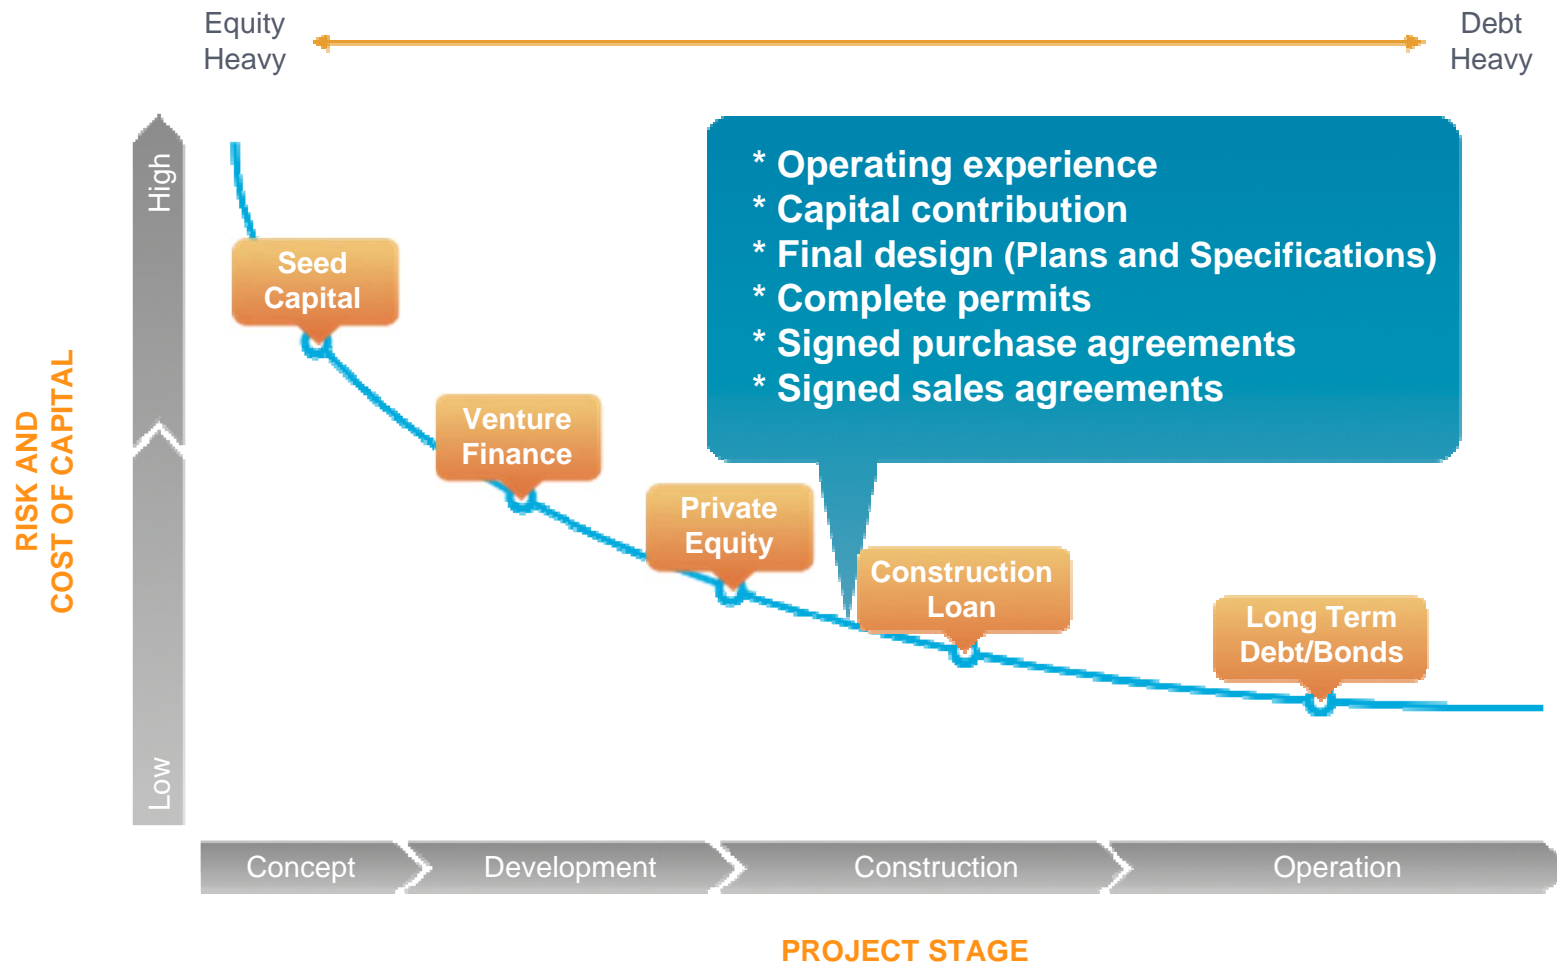 Equity
Heavy
Debt
Heavy
High
Low
RISK AND
COST OF CAPITAL
Seed
Capital
Venture
Finance
Private
Equity
* Operating experience
* Capital contribution
* Final design (Plans and Specifications)
* Complete permits
* Signed purchase agreements
* Signed sales agreements
Construction
Loan
Long Term
Debt/Bonds
Concept
Development
Construction
Operation
PROJECT STAGE